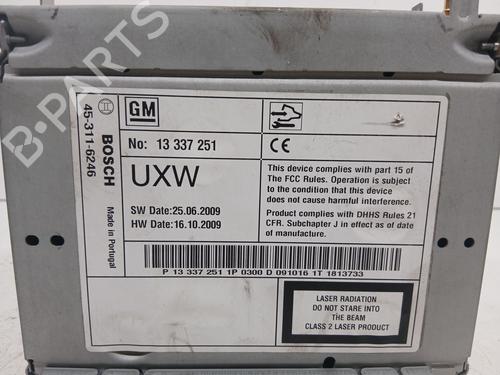 GM
No: 13 337 251
UXW
SW Date:25.06.2009
HW Date:16.10.2009
CE
This device complies with part 15 of
The FCC Rules. Operation is subject
to the condition that this device
does not cause harmful interference.
Product complies with DHHS Rules 21
CFR. Subchapter J in effect as of date
of manufacture
P 13 337 251 1P 0300 D 091016 1T 1813733
LASER RADIATION
DO NOT STARE INTO
THE BEAM
CLASS 2 LASER PRODUCT
BOSCH
Made in Portugal
45-311-6246
B-PARTS